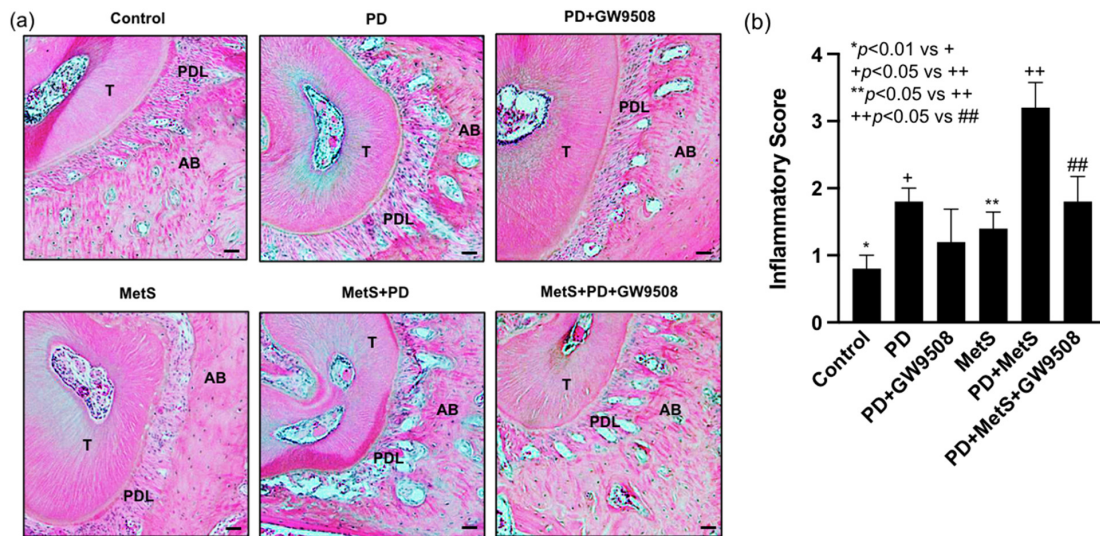 (a)
Control
PD
PD+GW9508
T
PDL
AB
T
AB
PDL
PDL
AB
T
MetS
MetS+PD
MetS+PD+GW9508
AB
T
PDL
T
AB
PDL
T
AB
PDL
(b)
*p<0.01 vs +
+p<0.05 vs ++
**p<0.05 vs ++
++p<0.05 vs ##
Inflammatory Score
4
3
2
1
0
*
+
**
++
##
Control
PD
PD+GW9508
MetS
PD+MetS
PD+MetS+GW9508